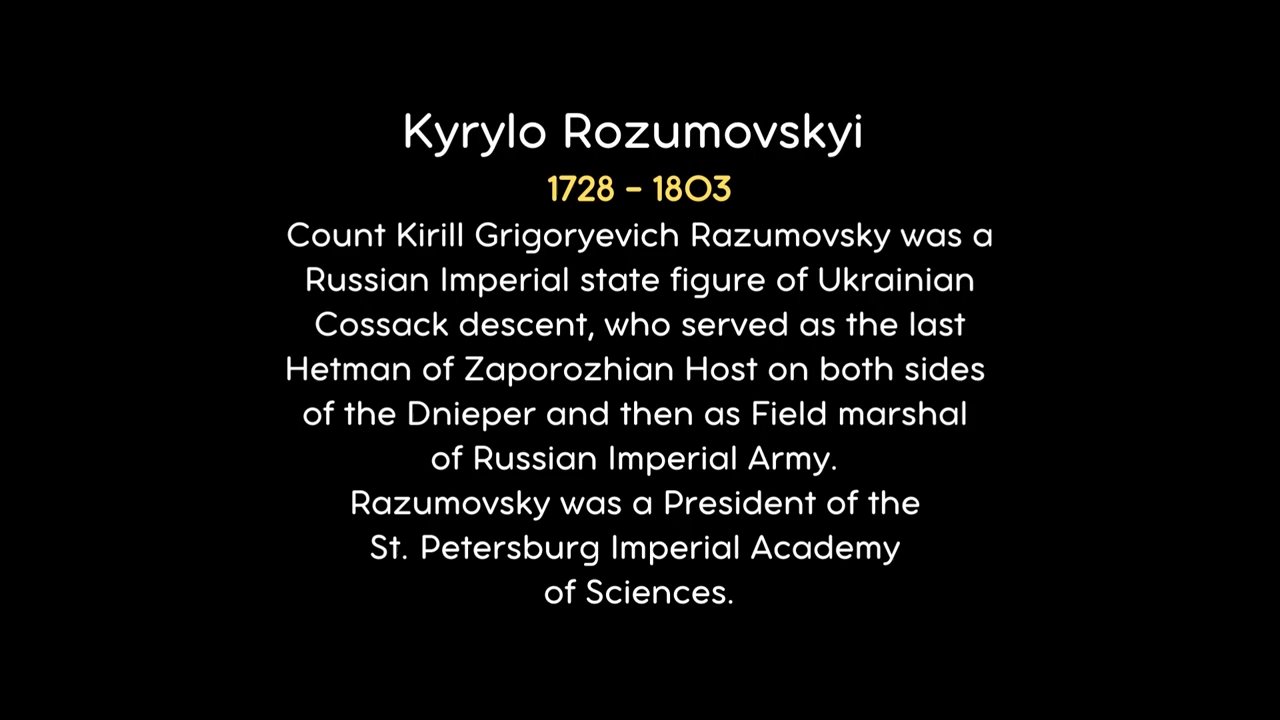 Kyrylo Rozumovskyi
1728 - 1803
Count Kirill Grigoryevich Razumovsky was a
Russian Imperial state figure of Ukrainian
Cossack descent, who served as the last
Hetman of Zaporozhian Host on both sides
of the Dnieper and then as Field marshal
of Russian Imperial Army.
Razumovsky was a President of the
St. Petersburg Imperial Academy
of Sciences.